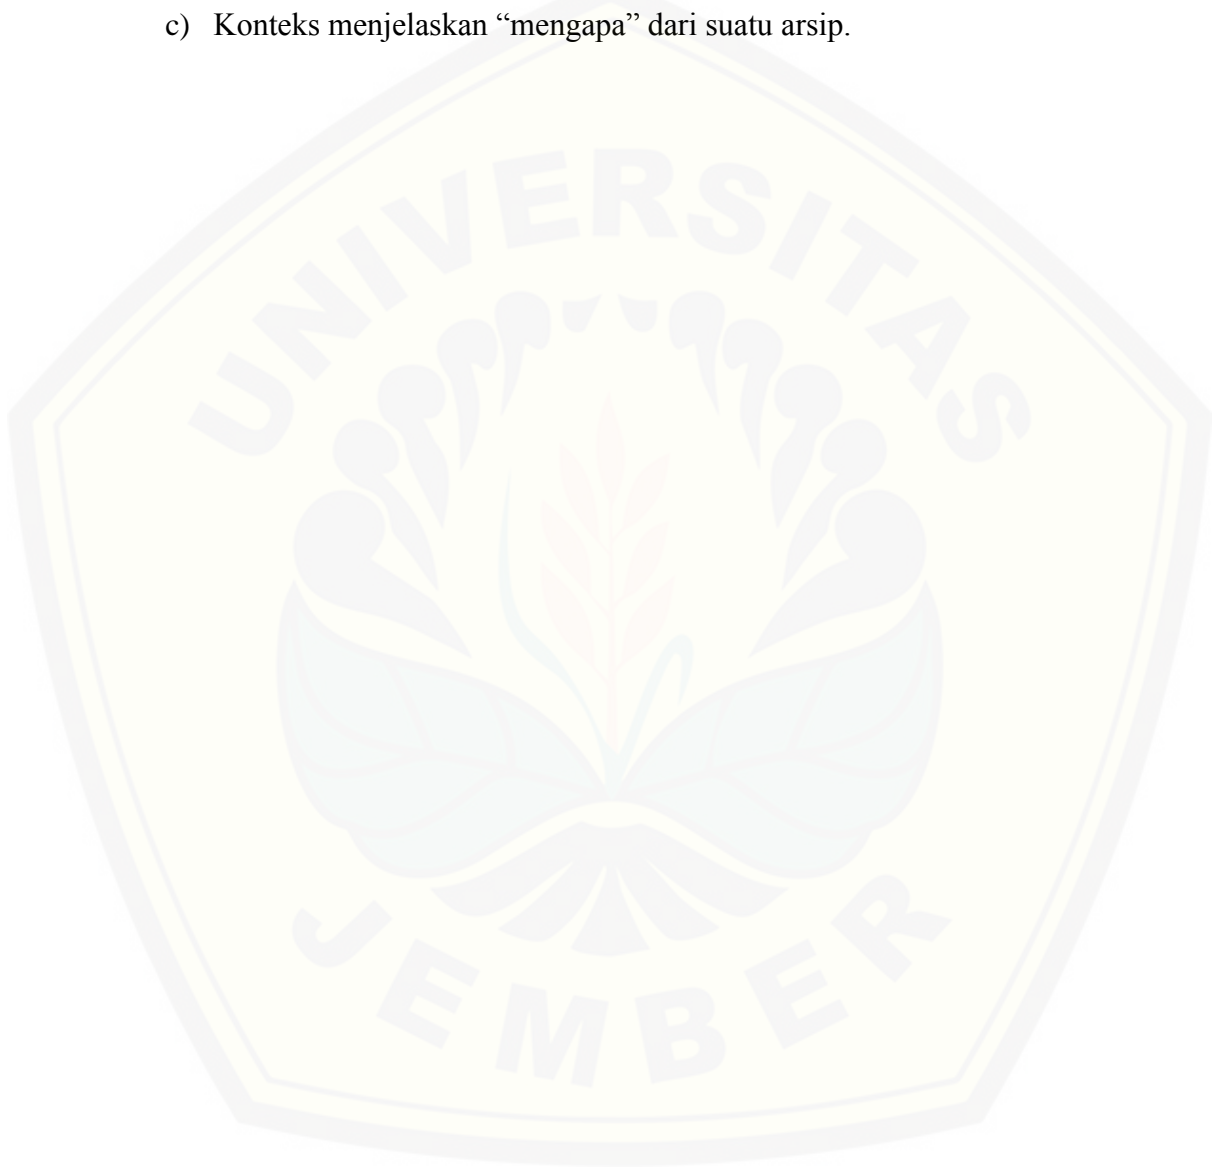 c) Konteks menjelaskan “mengapa” dari suatu arsip.
UNIVERSITAS
JEMBER